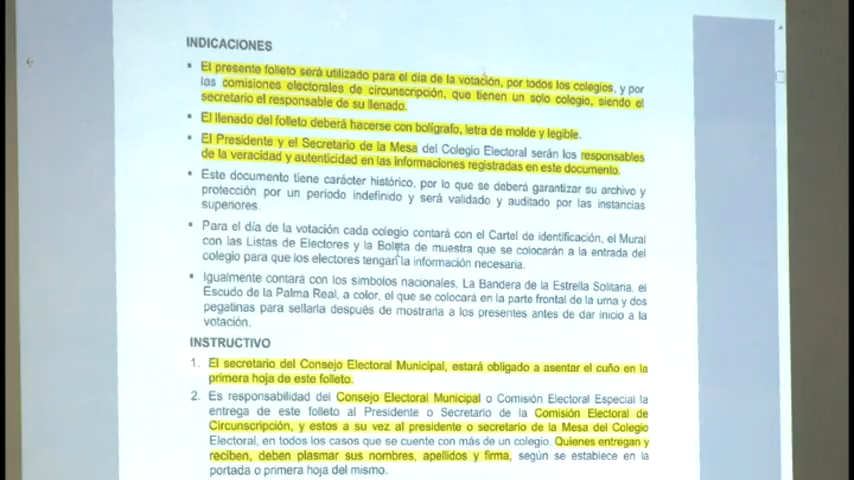 INDICACIONES
▪ El presente folleto será utilizado para el día de la votación, por todos los colegios, y por
las comisiones electorales de circunscripción, que tienen un solo colegio, siendo el
secretario el responsable de su llenado.
▪ El llenado del folleto deberá hacerse con bolígrafo, letra de molde y legible.
▪ El Presidente y el Secretario de la Mesa del Colegio Electoral serán los responsables
de la veracidad y autenticidad en las informaciones registradas en este documento.
▪ Este documento tiene carácter histórico, por lo que se deberá garantizar su archivo y
protección por un período indefinido y será validado y auditado por las instancias
superiores.
▪ Para el día de la votación cada colegio contará con el Cartel de identificación, el Mural
con las Listas de Electores y la Boleta de muestra que se colocarán a la entrada del
colegio para que los electores tengan la información necesaria.
▪ Igualmente contará con los símbolos nacionales, La Bandera de la Estrella Solitaria, el
Escudo de la Palma Real, a color, el que se colocará en la parte frontal de la urna y dos
pegatinas para sellarla después de mostrarla a los presentes antes de dar inicio a la
votación.
INSTRUCTIVO
1. El secretario del Consejo Electoral Municipal, estará obligado a asentar el cuño en la
primera hoja de este folleto.
2. Es responsabilidad del Consejo Electoral Municipal o Comisión Electoral Especial la
entrega de este folleto al Presidente o Secretario de la Comisión Electoral de
Circunscripción, y estos a su vez al presidente o secretario de la Mesa del Colegio
Electoral, en todos los casos que se cuente con más de un colegio. Quienes entregan y
reciben, deben plasmar sus nombres, apellidos y firma, según se establece en la
portada o primera hoja del mismo.